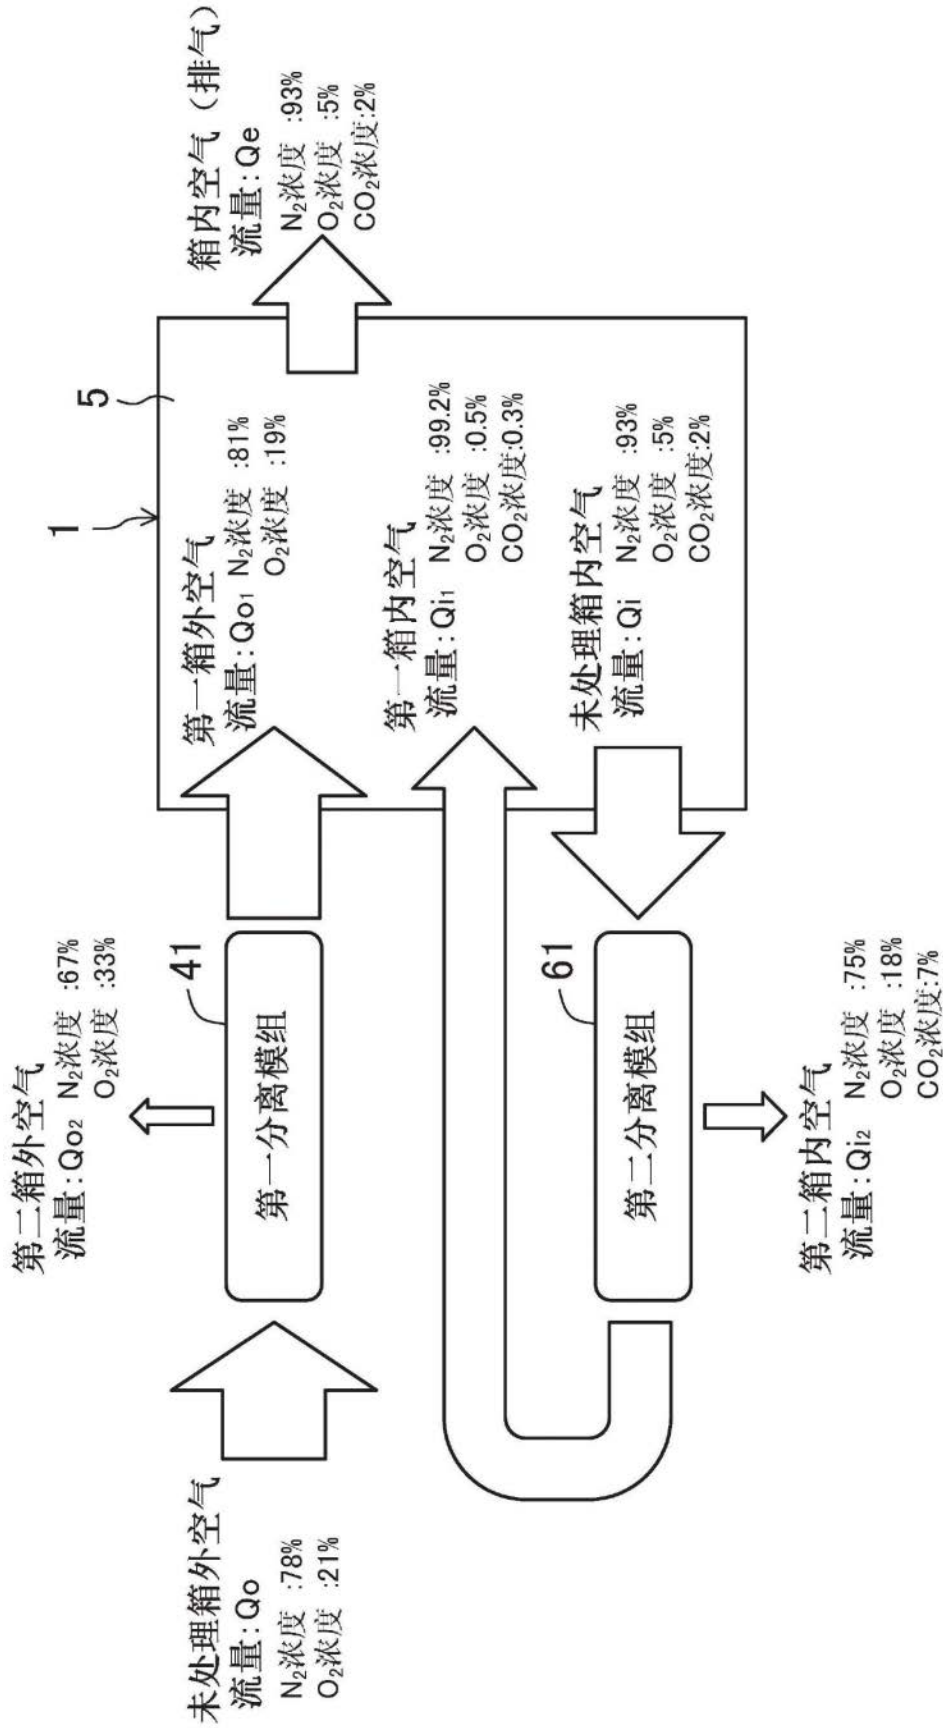 第二箱外空气
流量:Qo₂ N₂浓度 :67%
O₂浓度 :33%
1
5
箱内空气（排气）
流量:Qe
N₂浓度 :93%
O₂浓度 :5%
CO₂浓度:2%
未处理箱外空气
流量:Qo
N₂浓度 :78%
O₂浓度 :21%
41
第一分离模组
第一箱外空气
流量:Qo₁ N₂浓度 :81%
O₂浓度 :19%
第一箱内空气
流量:Qi₁ N₂浓度 :99.2%
O₂浓度 :0.5%
CO₂浓度:0.3%
61
第二分离模组
未处理箱内空气
流量:Qi N₂浓度 :93%
O₂浓度 :5%
CO₂浓度:2%
第二箱内空气
流量:Qi₂ N₂浓度 :75%
O₂浓度 :18%
CO₂浓度:7%